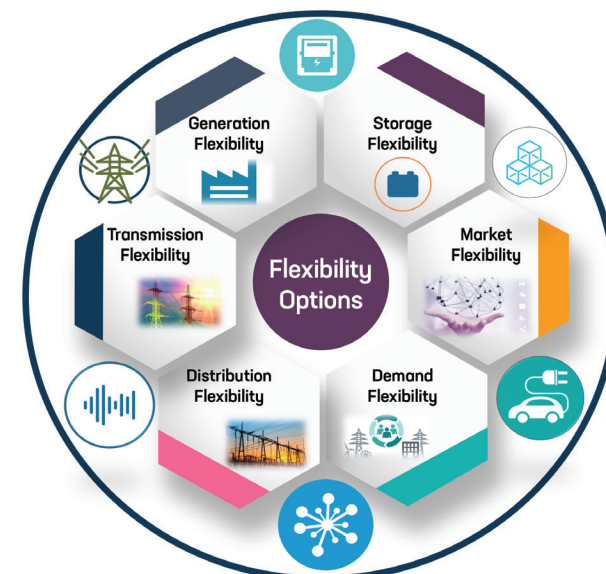 Generation
Flexibility
Storage
Flexibility
Transmission
Flexibility
Flexibility
Options
Market
Flexibility
Distribution
Flexibility
Demand
Flexibility